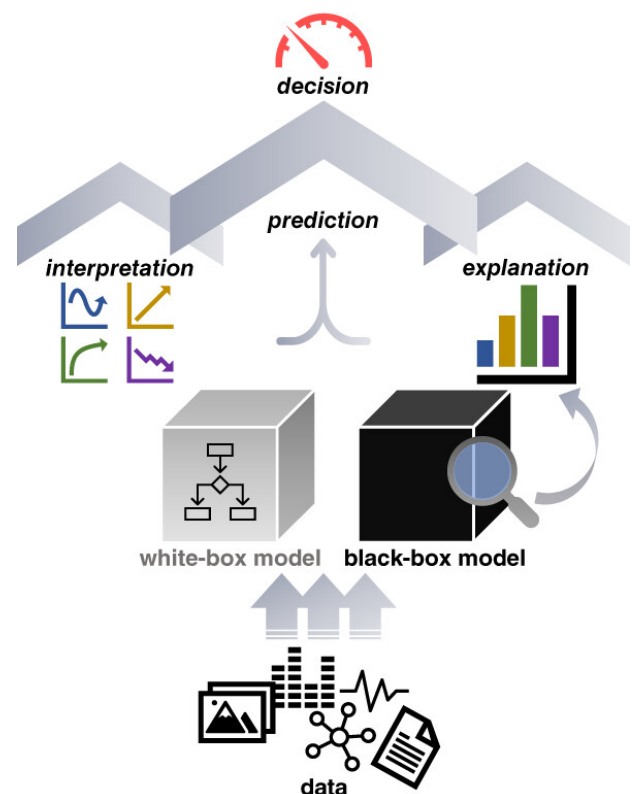 decision
prediction
interpretation
explanation
white-box model
black-box model
data